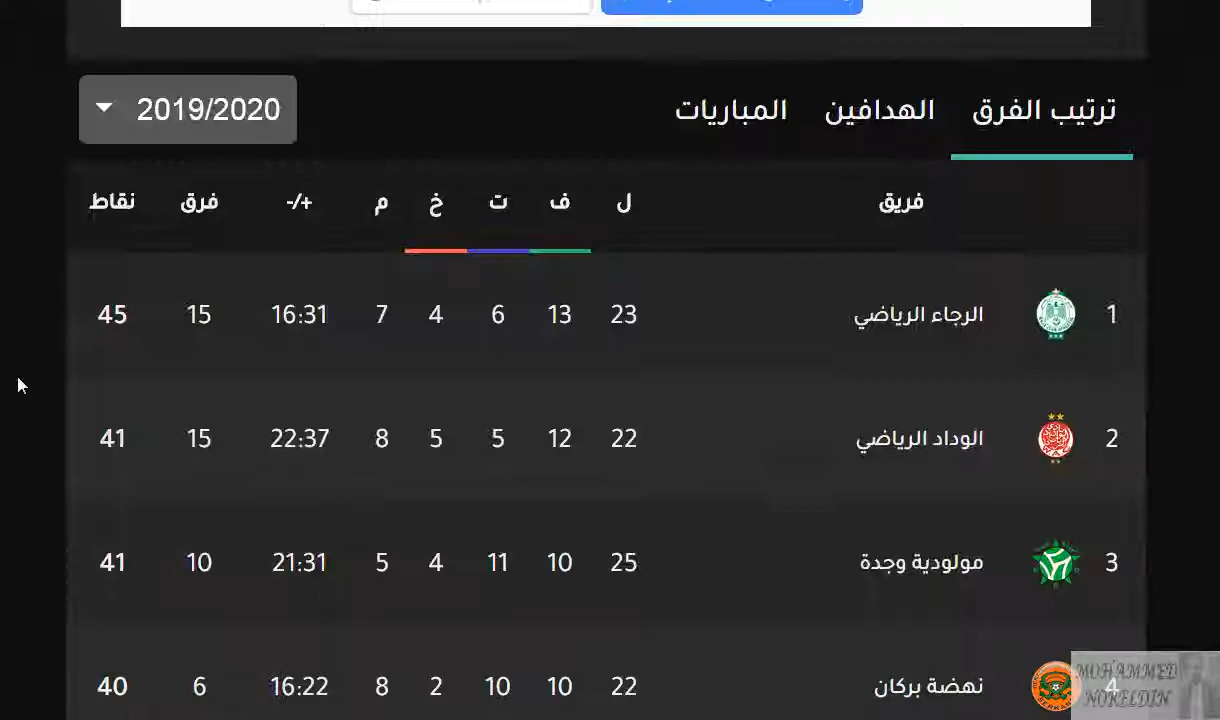 ترتيب الفرق الهدافين المباريات 2019/2020
فريق ل ف ت خ م +/- فرق نقاط
1 الرجاء الرياضي 23 13 6 4 7 16:31 15 45
2 الوداد الرياضي 22 12 5 5 8 22:37 15 41
3 مولودية وجدة 25 10 11 4 5 21:31 10 41
4 نهضة بركان 22 10 10 2 8 16:22 6 40
MOHAMMED
NOKELDIN